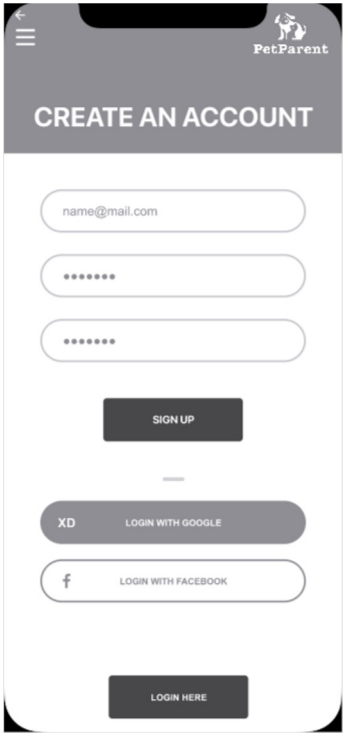 PetParent
CREATE AN ACCOUNT
name@mail.com
•••••••
•••••••
SIGN UP
XD LOGIN WITH GOOGLE
f LOGIN WITH FACEBOOK
LOGIN HERE